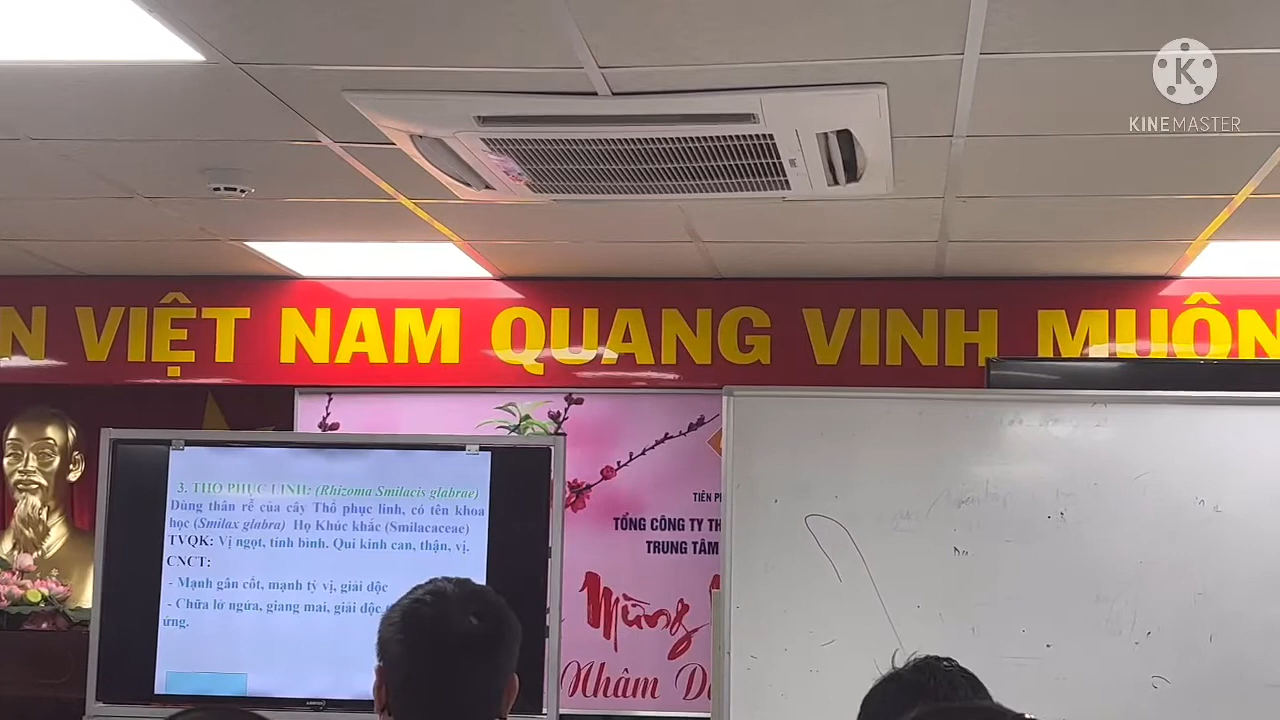 KINEMASTER
N VIỆT NAM QUANG VINH MUÔN
3. THỔ PHỤC LINH: (Rhizoma Smilacis glabrae)
Dùng thân rễ của cây Thổ phục linh, có tên khoa
học (Smilax glabra) Họ Khúc khắc (Smilacaceae)
TVQK: Vị ngọt, tính bình. Qui kinh can, thận, vị.
CNCT:
- Mạnh gân cốt, mạnh tỳ vị, giải độc
- Chữa lở ngứa, giang mai, giải độc
ứng.
TIÊN
TỔNG CÔNG TY
TRUNG TÂM
Mừng
Nhâm